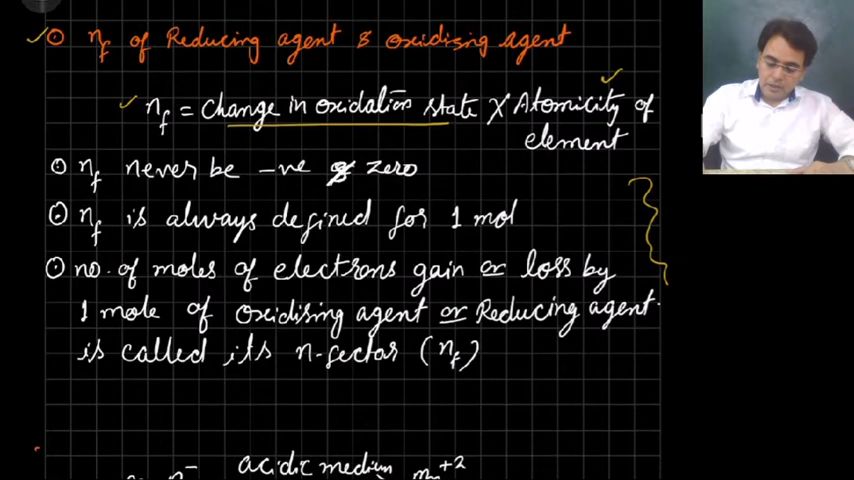 ✓⊙ nf of Reducing agent & oxidising agent
✓ nf = Change in oxidation state X Atomicity of
element
⊙ nf never be -ve or zero
⊙ nf is always defined for 1 mol
⊙ no. of moles of electrons gain or loss by
1 mole of oxidising agent or Reducing agent.
is called its n-factor (nf)
acidic medium Mn+2